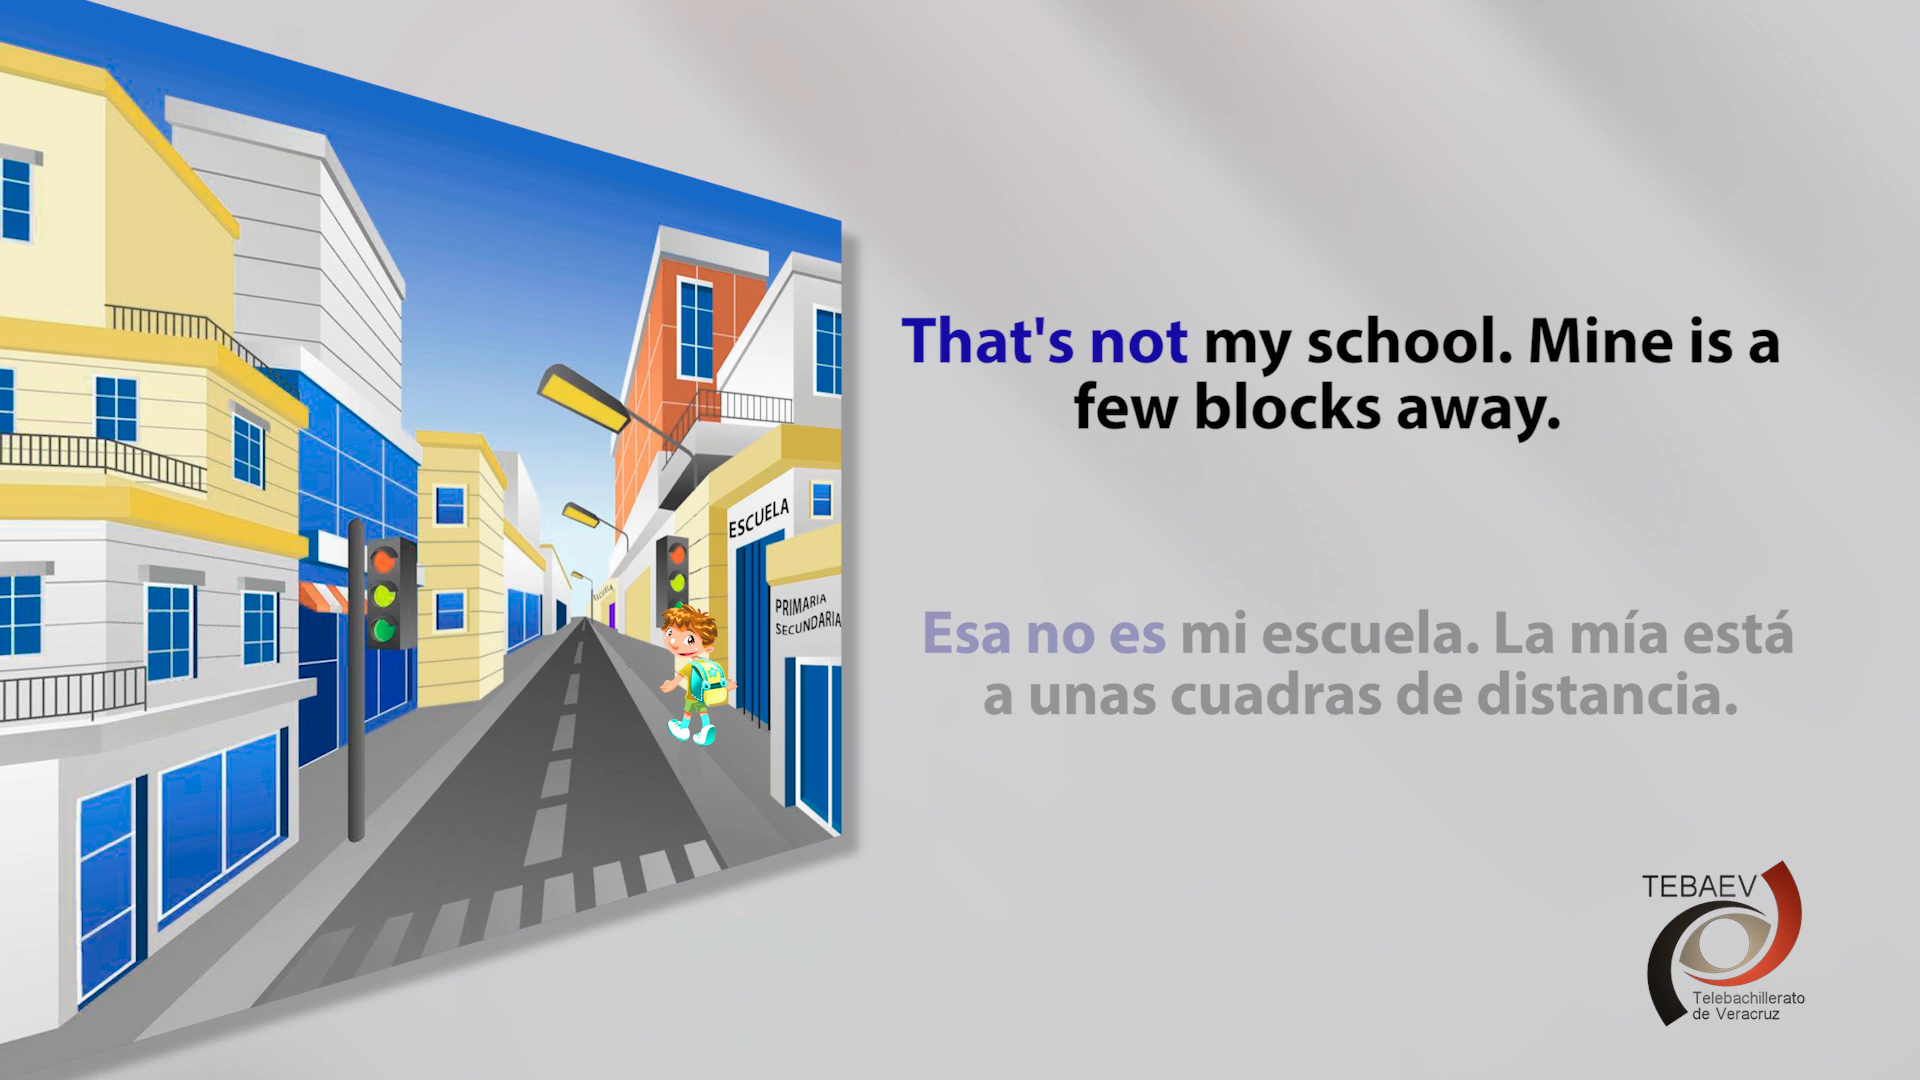 That's not my school. Mine is a
few blocks away.
ESCUELA
PRIMARIA
SECUNDARIA
ESCUELA
Esa no es mi escuela. La mía está
a unas cuadras de distancia.
TEBAEV
Telebachillerato
de Veracruz